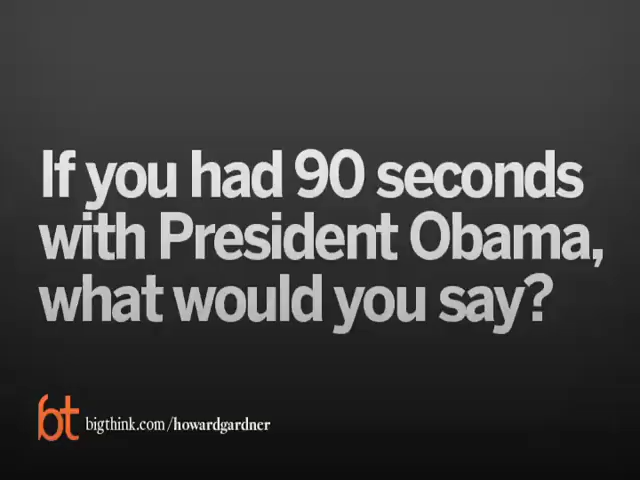 If you had 90 seconds
with President Obama,
what would you say?
bt bigthink.com/howardgardner